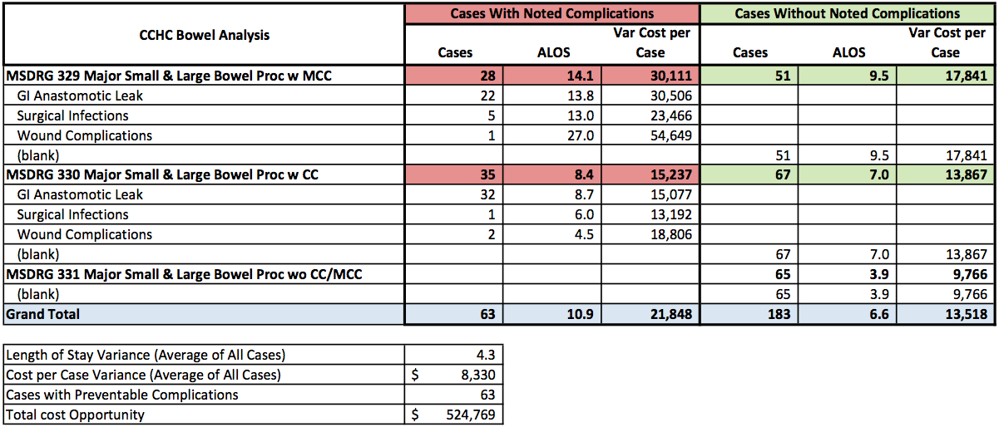 CCHC Bowel Analysis
Cases With Noted Complications Cases Without Noted Complications
Cases ALOS Var Cost per Case Cases ALOS Var Cost per Case
MSDRG 329 Major Small & Large Bowel Proc w MCC 28 14.1 30,111 51 9.5 17,841
GI Anastomotic Leak 22 13.8 30,506
Surgical Infections 5 13.0 23,466
Wound Complications 1 27.0 54,649
(blank) 51 9.5 17,841
MSDRG 330 Major Small & Large Bowel Proc w CC 35 8.4 15,237 67 7.0 13,867
GI Anastomotic Leak 32 8.7 15,077
Surgical Infections 1 6.0 13,192
Wound Complications 2 4.5 18,806
(blank) 67 7.0 13,867
MSDRG 331 Major Small & Large Bowel Proc wo CC/MCC 65 3.9 9,766
(blank) 65 3.9 9,766
Grand Total 63 10.9 21,848 183 6.6 13,518
Length of Stay Variance (Average of All Cases) 4.3
Cost per Case Variance (Average of All Cases) $ 8,330
Cases with Preventable Complications 63
Total cost Opportunity $ 524,769